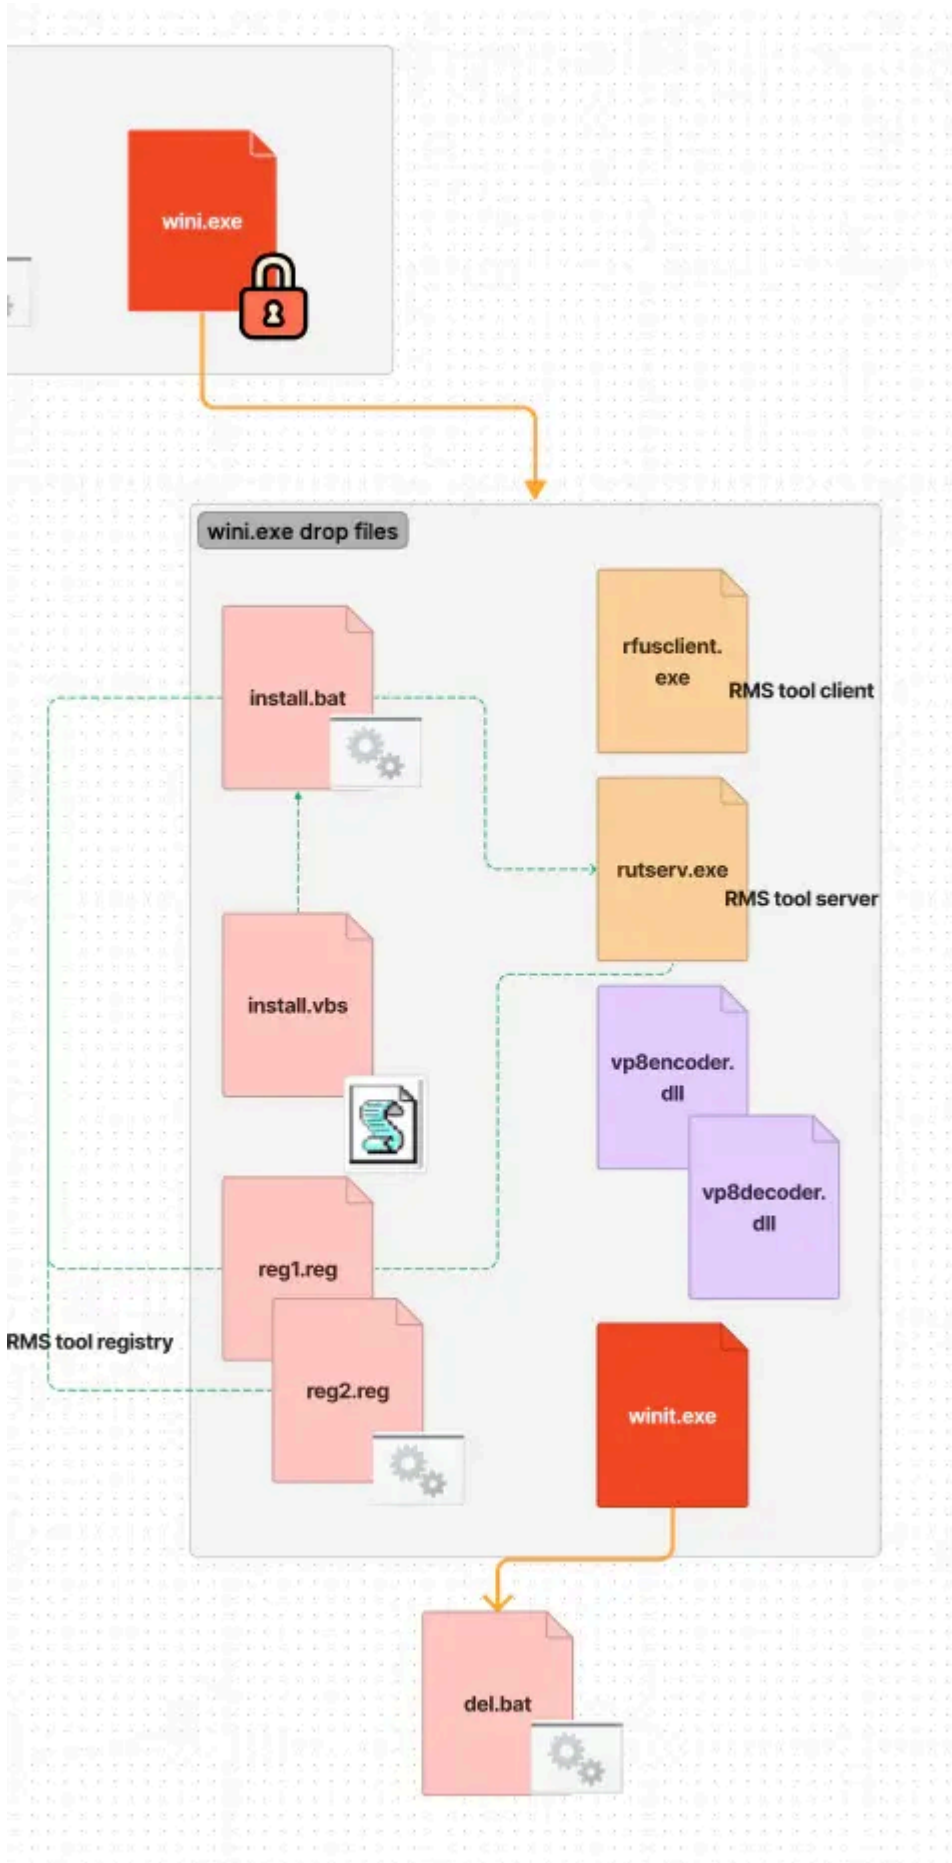 wini.exe
wini.exe drop files
install.bat
rfusclient.
exe
RMS tool client
rutserv.exe
RMS tool server
install.vbs
vp8encoder.
dll
vp8decoder.
dll
reg1.reg
RMS tool registry
reg2.reg
winit.exe
del.bat